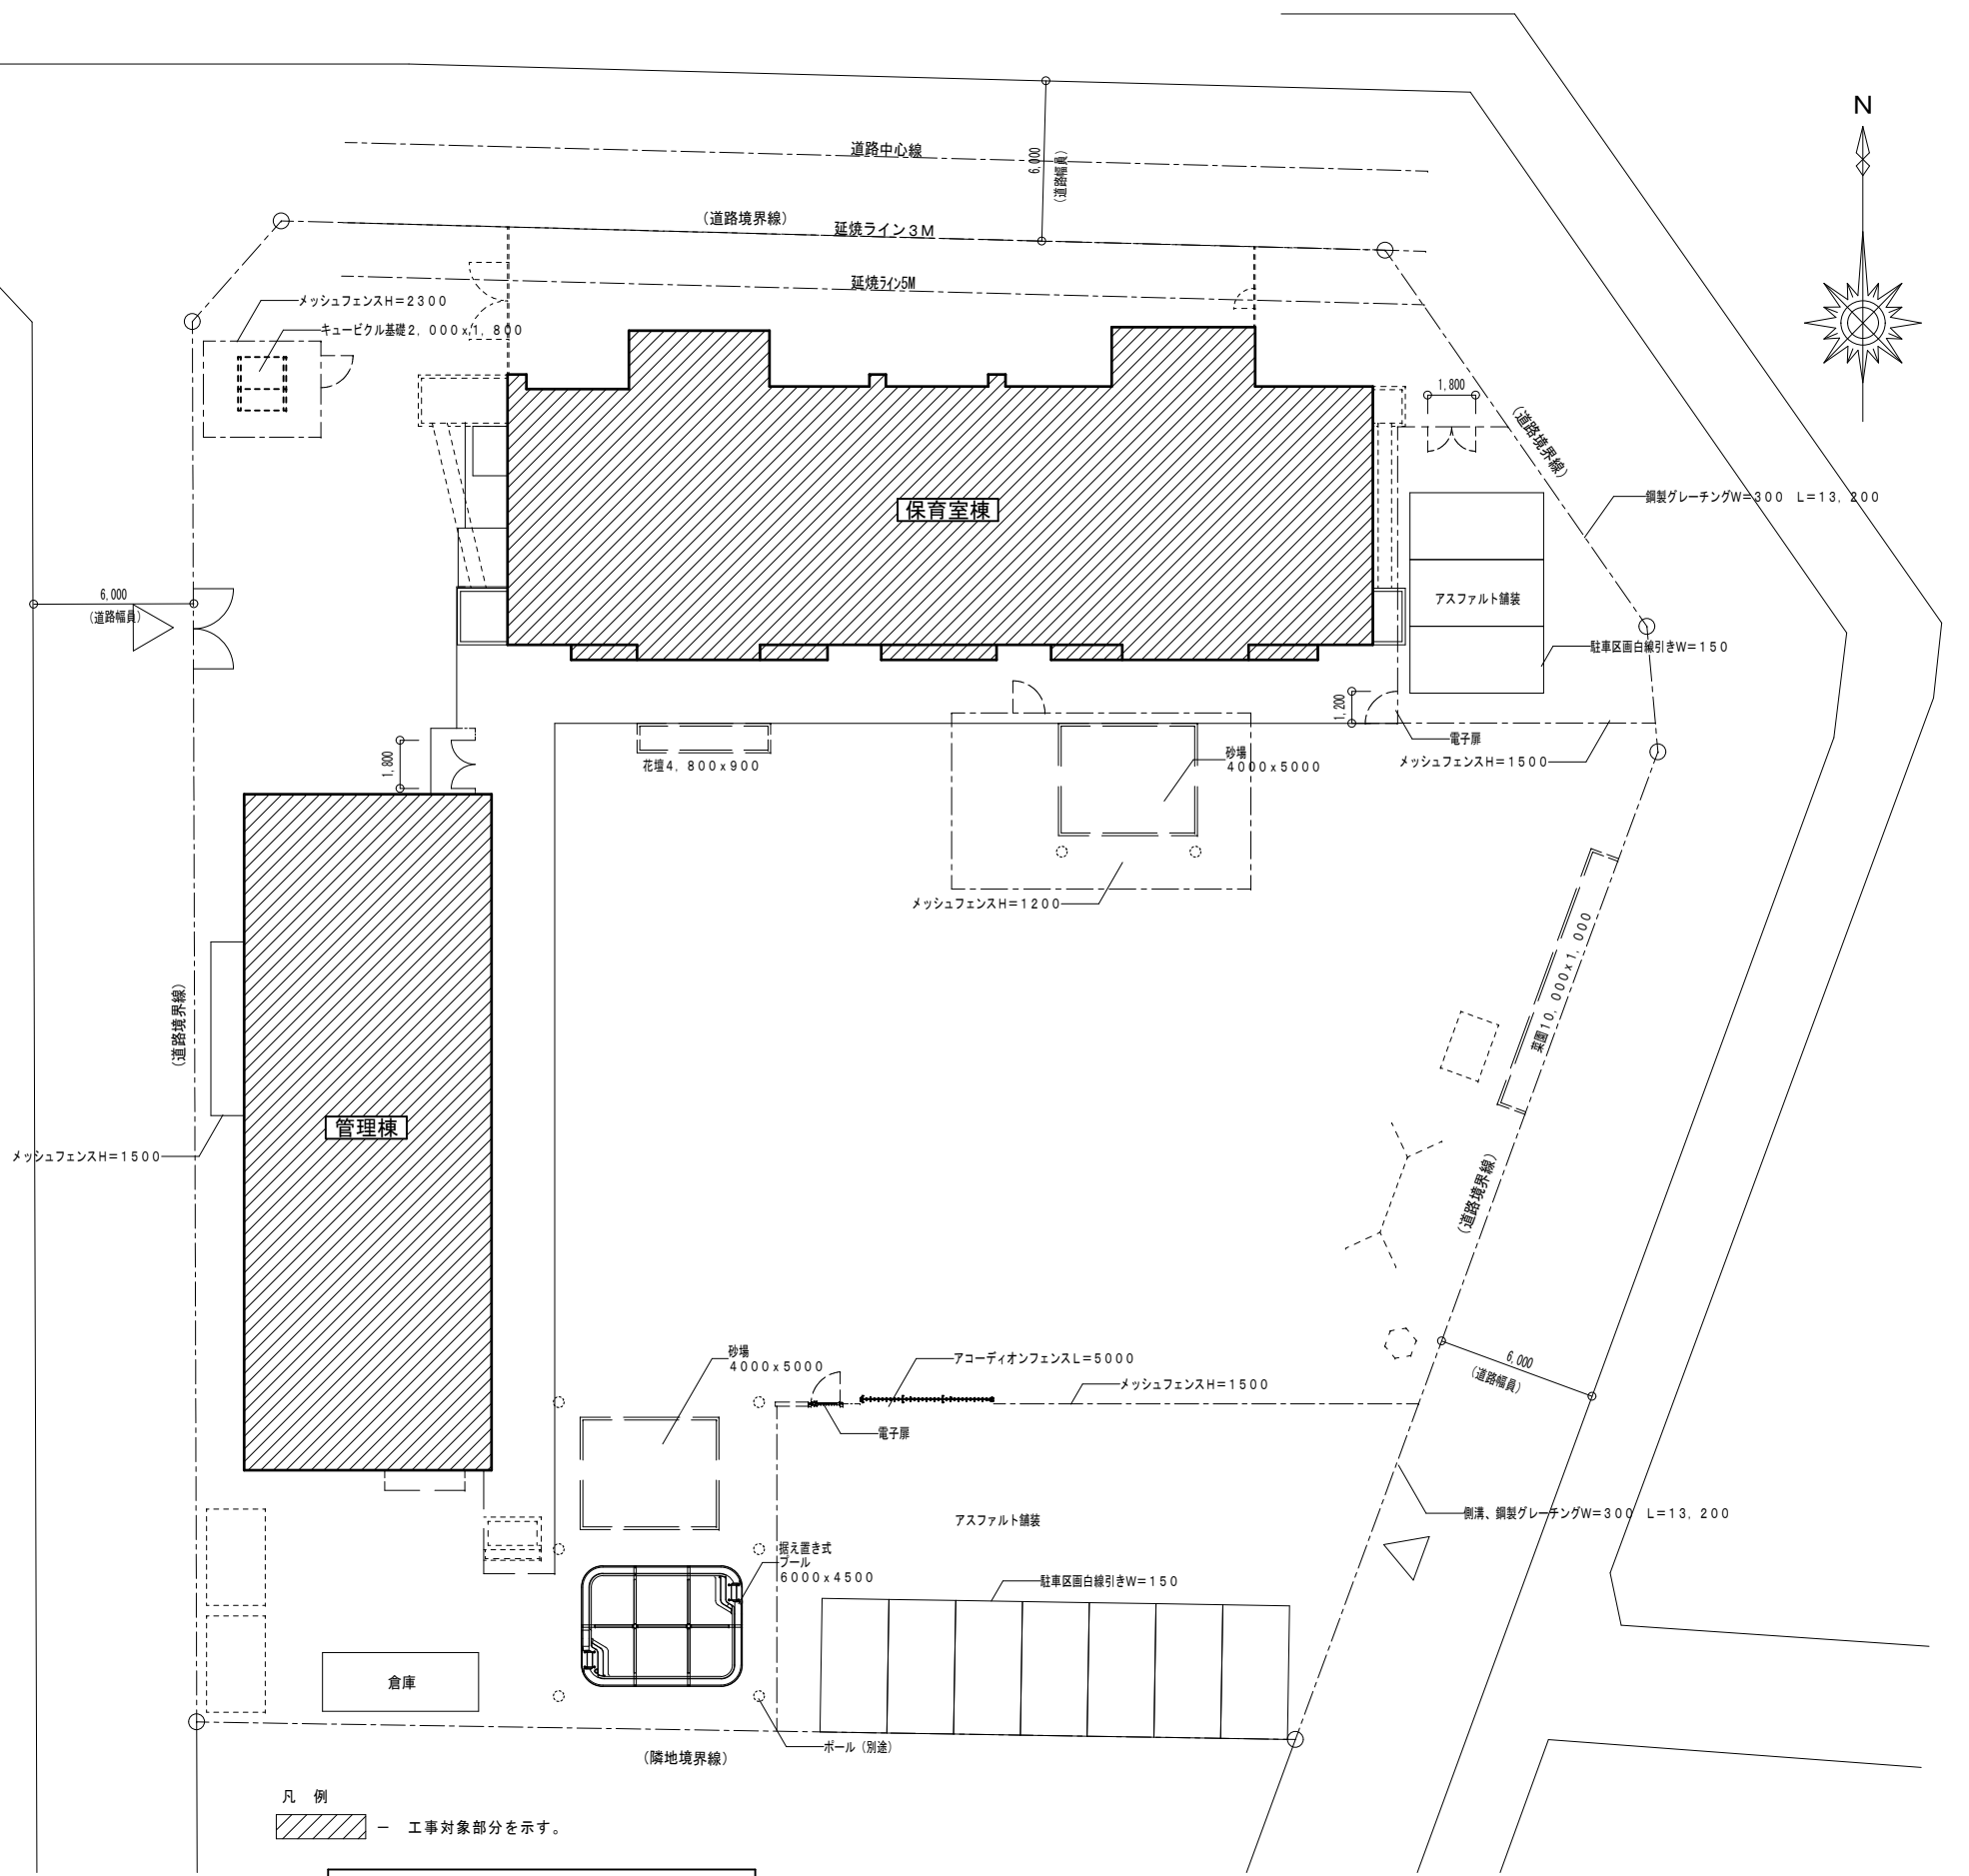 N
道路中心線
6,000
(道路幅員)
(道路境界線)
延焼ライン3M
延焼ライン5M
メッシュフェンスH=2300
キュービクル基礎2,000x1,800
1,800
(道路境界線)
保育室棟
鋼製グレーチングW=300 L=13,200
6,000
(道路幅員)
アスファルト舗装
駐車区画白線引きW=150
1,200
電子扉
メッシュフェンスH=1500
1,800
花壇4,800x900
砂場
4000x5000
メッシュフェンスH=1200
菜園10,000x1,000
(道路境界線)
管理棟
メッシュフェンスH=1500
(道路境界線)
砂場
4000x5000
アコーディオンフェンスL=5000
メッシュフェンスH=1500
6,000
(道路幅員)
電子扉
アスファルト舗装
側溝、鋼製グレーチングW=300 L=13,200
据え置き式
プール
6000x4500
駐車区画白線引きW=150
倉庫
ポール(別途)
(隣地境界線)
凡 例
ー 工事対象部分を示す。